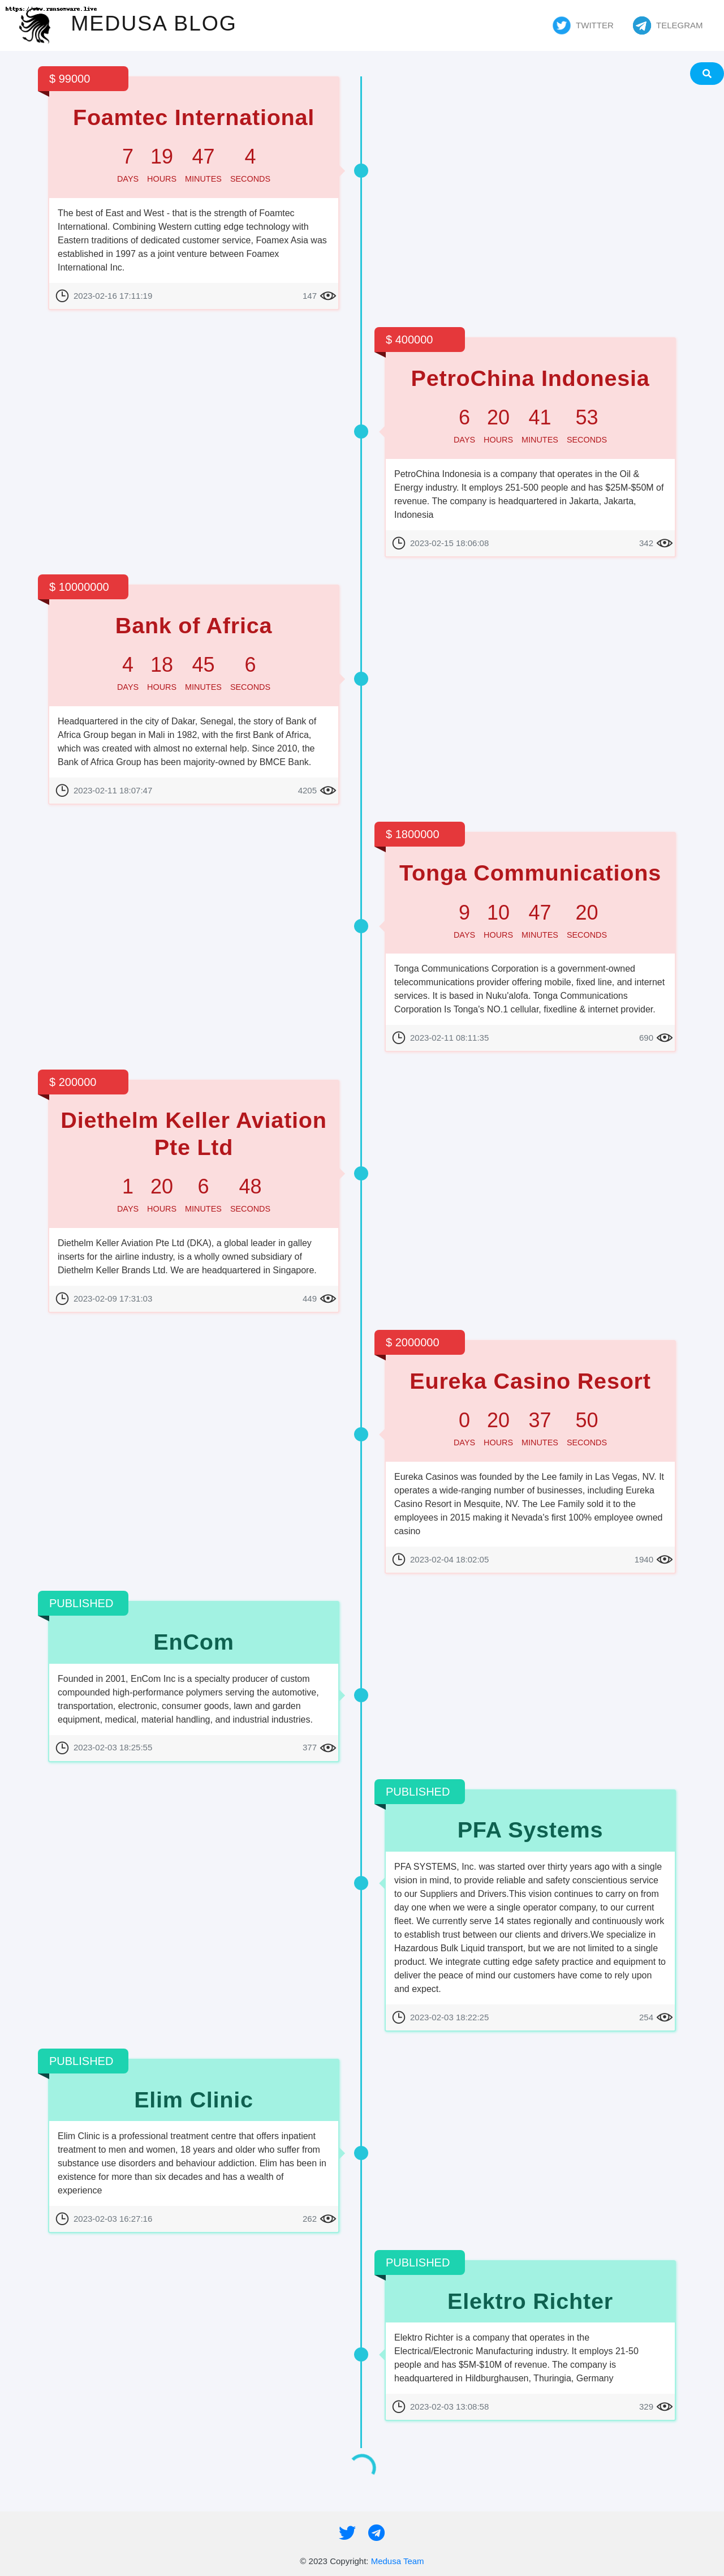 https://www.ransomware.live
MEDUSA BLOG
TWITTER
TELEGRAM
$ 99000
Foamtec International
7 19 47 4
DAYS HOURS MINUTES SECONDS
The best of East and West - that is the strength of Foamtec
International. Combining Western cutting edge technology with
Eastern traditions of dedicated customer service, Foamex Asia was
established in 1997 as a joint venture between Foamex
International Inc.
2023-02-16 17:11:19
147
$ 400000
PetroChina Indonesia
6 20 41 53
DAYS HOURS MINUTES SECONDS
PetroChina Indonesia is a company that operates in the Oil &
Energy industry. It employs 251-500 people and has $25M-$50M of
revenue. The company is headquartered in Jakarta, Jakarta,
Indonesia
2023-02-15 18:06:08
342
$ 10000000
Bank of Africa
4 18 45 6
DAYS HOURS MINUTES SECONDS
Headquartered in the city of Dakar, Senegal, the story of Bank of
Africa Group began in Mali in 1982, with the first Bank of Africa,
which was created with almost no external help. Since 2010, the
Bank of Africa Group has been majority-owned by BMCE Bank.
2023-02-11 18:07:47
4205
$ 1800000
Tonga Communications
9 10 47 20
DAYS HOURS MINUTES SECONDS
Tonga Communications Corporation is a government-owned
telecommunications provider offering mobile, fixed line, and internet
services. It is based in Nuku'alofa. Tonga Communications
Corporation Is Tonga's NO.1 cellular, fixedline & internet provider.
2023-02-11 08:11:35
690
$ 200000
Diethelm Keller Aviation
Pte Ltd
1 20 6 48
DAYS HOURS MINUTES SECONDS
Diethelm Keller Aviation Pte Ltd (DKA), a global leader in galley
inserts for the airline industry, is a wholly owned subsidiary of
Diethelm Keller Brands Ltd. We are headquartered in Singapore.
2023-02-09 17:31:03
449
$ 2000000
Eureka Casino Resort
0 20 37 50
DAYS HOURS MINUTES SECONDS
Eureka Casinos was founded by the Lee family in Las Vegas, NV. It
operates a wide-ranging number of businesses, including Eureka
Casino Resort in Mesquite, NV. The Lee Family sold it to the
employees in 2015 making it Nevada's first 100% employee owned
casino
2023-02-04 18:02:05
1940
PUBLISHED
EnCom
Founded in 2001, EnCom Inc is a specialty producer of custom
compounded high-performance polymers serving the automotive,
transportation, electronic, consumer goods, lawn and garden
equipment, medical, material handling, and industrial industries.
2023-02-03 18:25:55
377
PUBLISHED
PFA Systems
PFA SYSTEMS, Inc. was started over thirty years ago with a single
vision in mind, to provide reliable and safety conscientious service
to our Suppliers and Drivers.This vision continues to carry on from
day one when we were a single operator company, to our current
fleet. We currently serve 14 states regionally and continuously work
to establish trust between our clients and drivers.We specialize in
Hazardous Bulk Liquid transport, but we are not limited to a single
product. We integrate cutting edge safety practice and equipment to
deliver the peace of mind our customers have come to rely upon
and expect.
2023-02-03 18:22:25
254
PUBLISHED
Elim Clinic
Elim Clinic is a professional treatment centre that offers inpatient
treatment to men and women, 18 years and older who suffer from
substance use disorders and behaviour addiction. Elim has been in
existence for more than six decades and has a wealth of
experience
2023-02-03 16:27:16
262
PUBLISHED
Elektro Richter
Elektro Richter is a company that operates in the
Electrical/Electronic Manufacturing industry. It employs 21-50
people and has $5M-$10M of revenue. The company is
headquartered in Hildburghausen, Thuringia, Germany
2023-02-03 13:08:58
329
© 2023 Copyright: Medusa Team